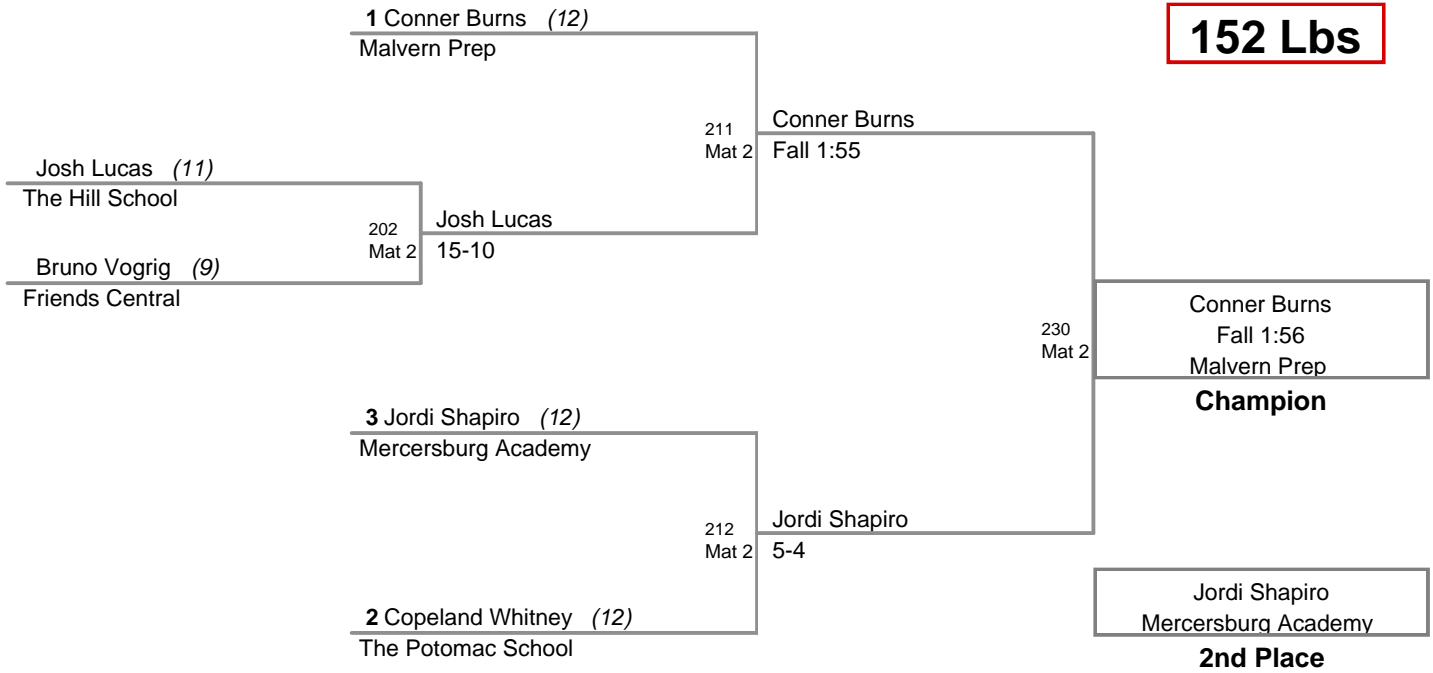 152 Lbs
1 Conner Burns (12)
Malvern Prep
211
Mat 2
Conner Burns
Fall 1:55
Josh Lucas (11)
The Hill School
202
Mat 2
Josh Lucas
15-10
Bruno Vogrig (9)
Friends Central
230
Mat 2
Conner Burns
Fall 1:56
Malvern Prep
Champion
3 Jordi Shapiro (12)
Mercersburg Academy
212
Mat 2
Jordi Shapiro
5-4
2 Copeland Whitney (12)
The Potomac School
Jordi Shapiro
Mercersburg Academy
2nd Place